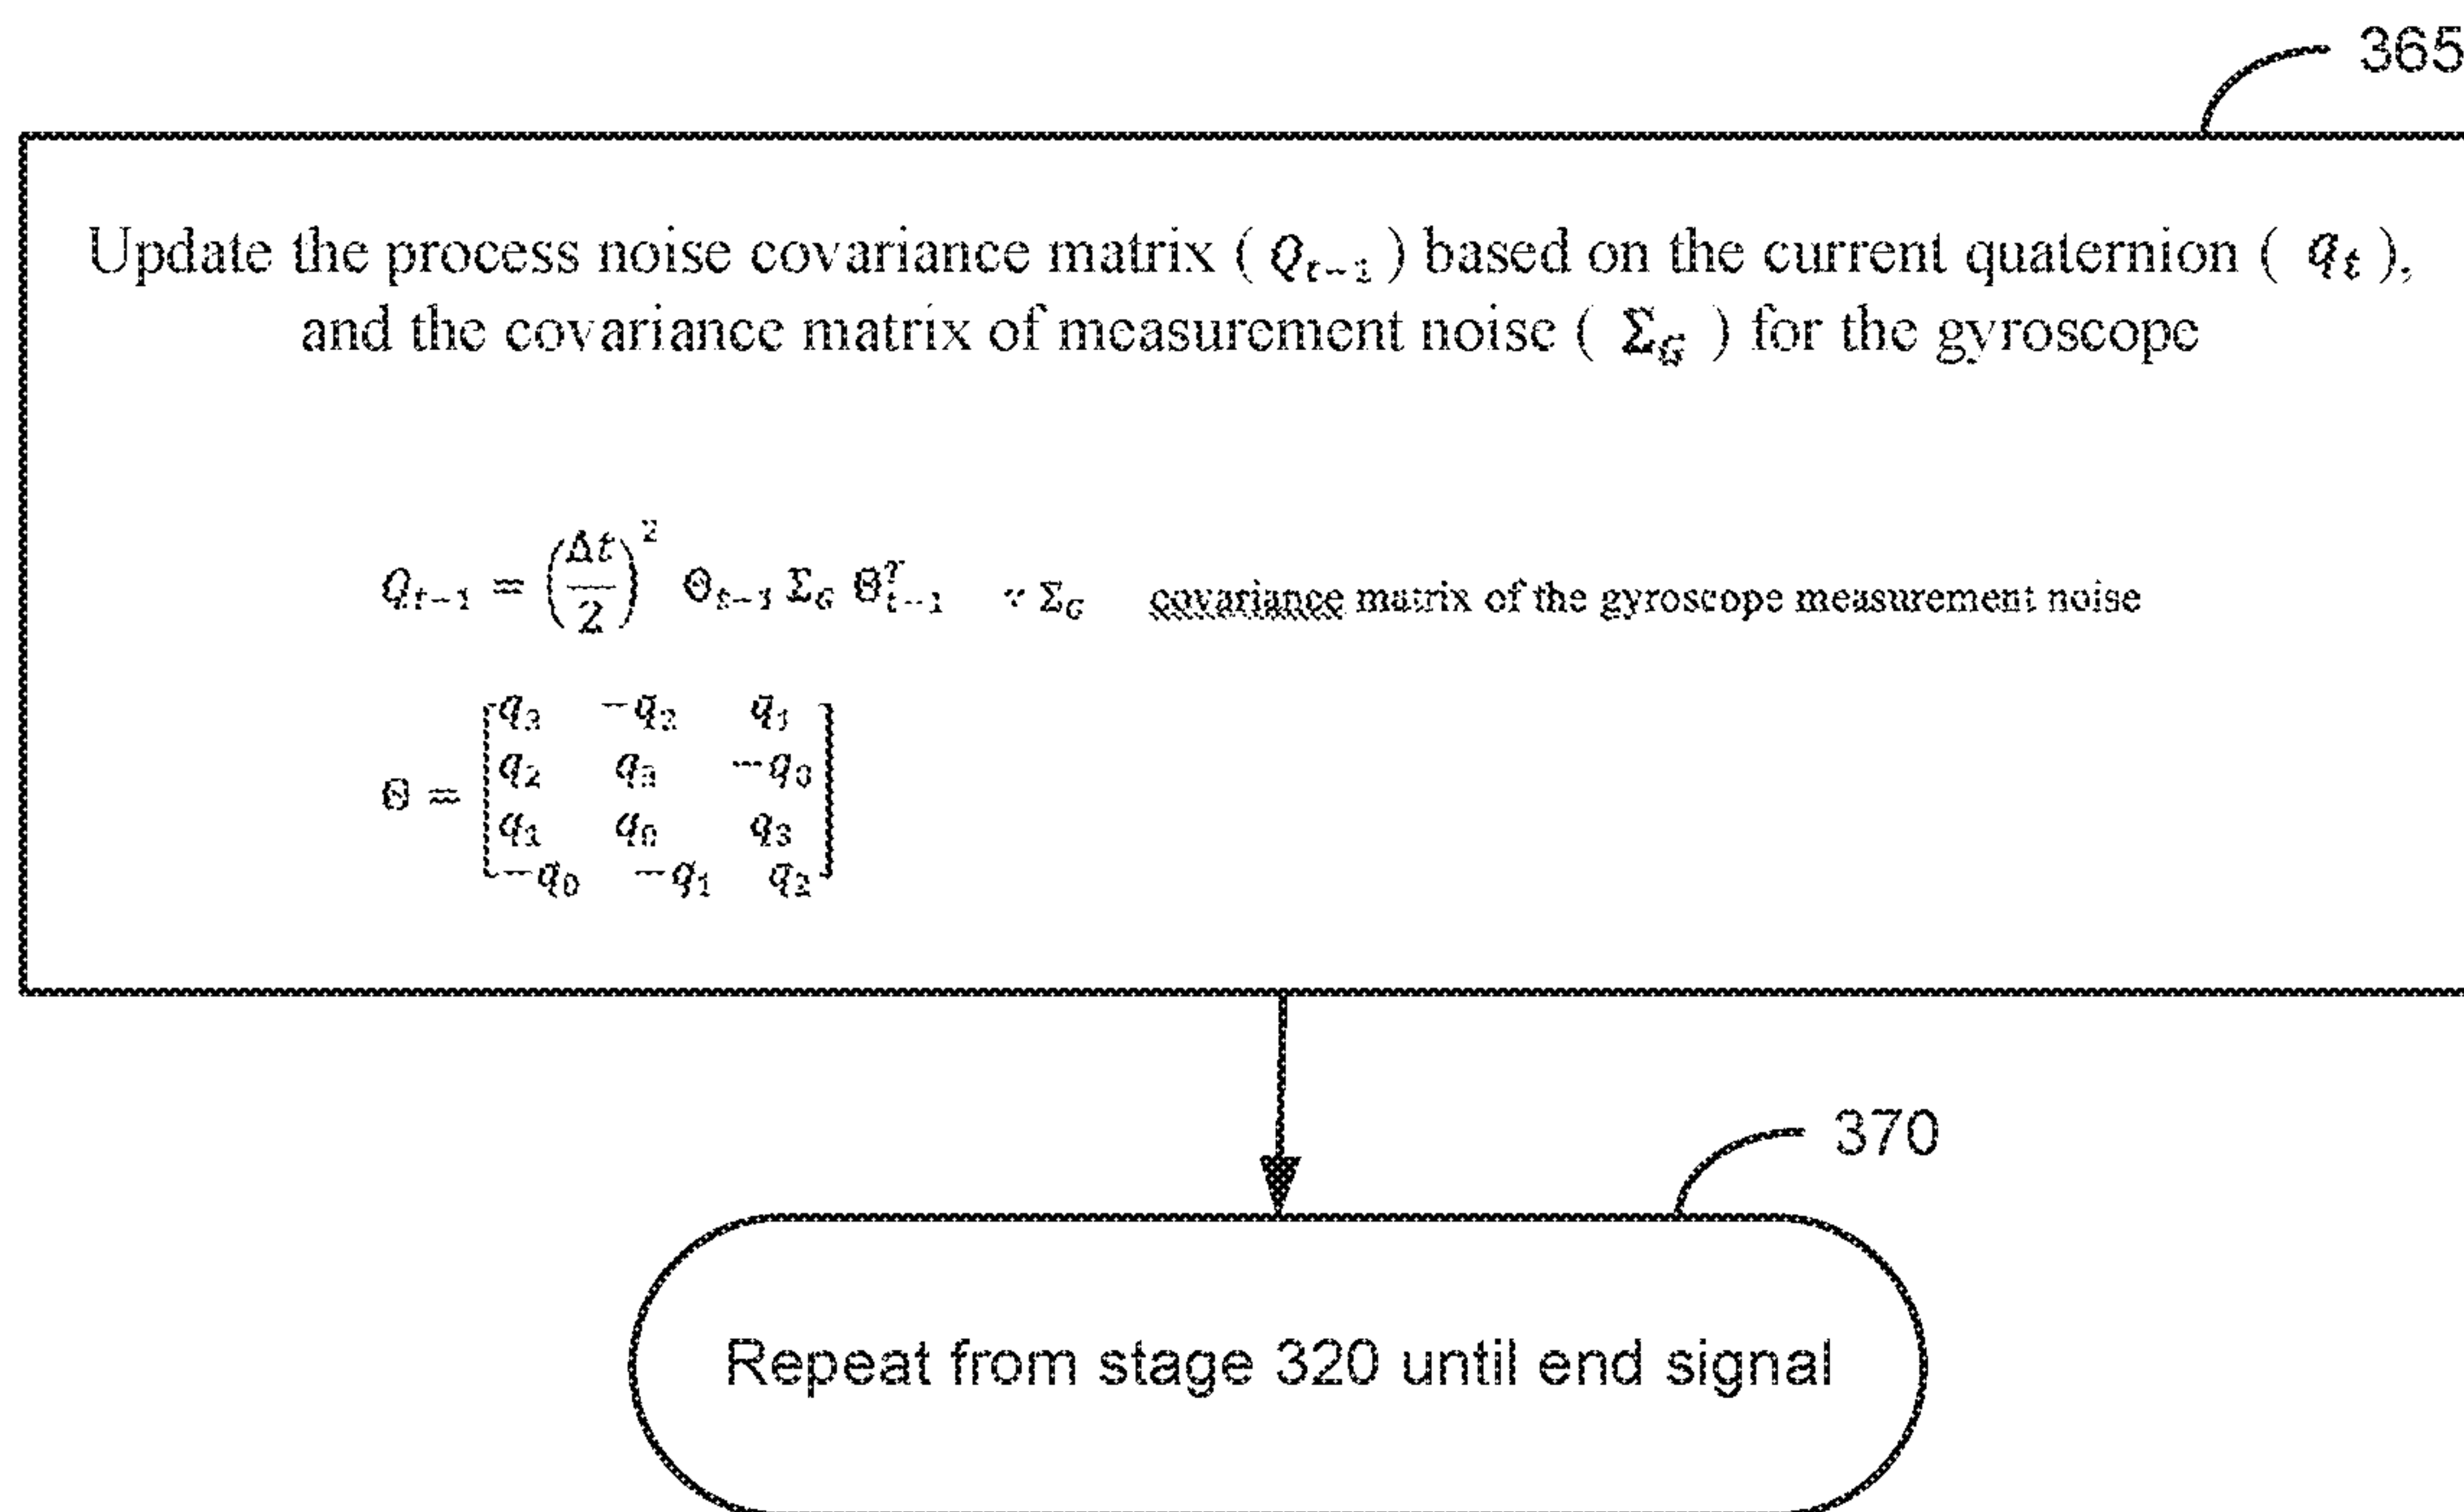 365
Update the process noise covariance matrix ( Q_{t-1} ) based on the current quaternion ( q_t ),
and the covariance matrix of measurement noise ( Σ_G ) for the gyroscope
Q_{t-1} = (Δt/2)^2 Θ_{t-1} Σ_G Θ^T_{t-1} ∵ Σ_G covariance matrix of the gyroscope measurement noise
Θ = [q_3 -q_2 q_1
q_2 q_3 -q_0
q_1 q_0 q_3
-q_0 -q_1 q_2]
370
Repeat from stage 320 until end signal